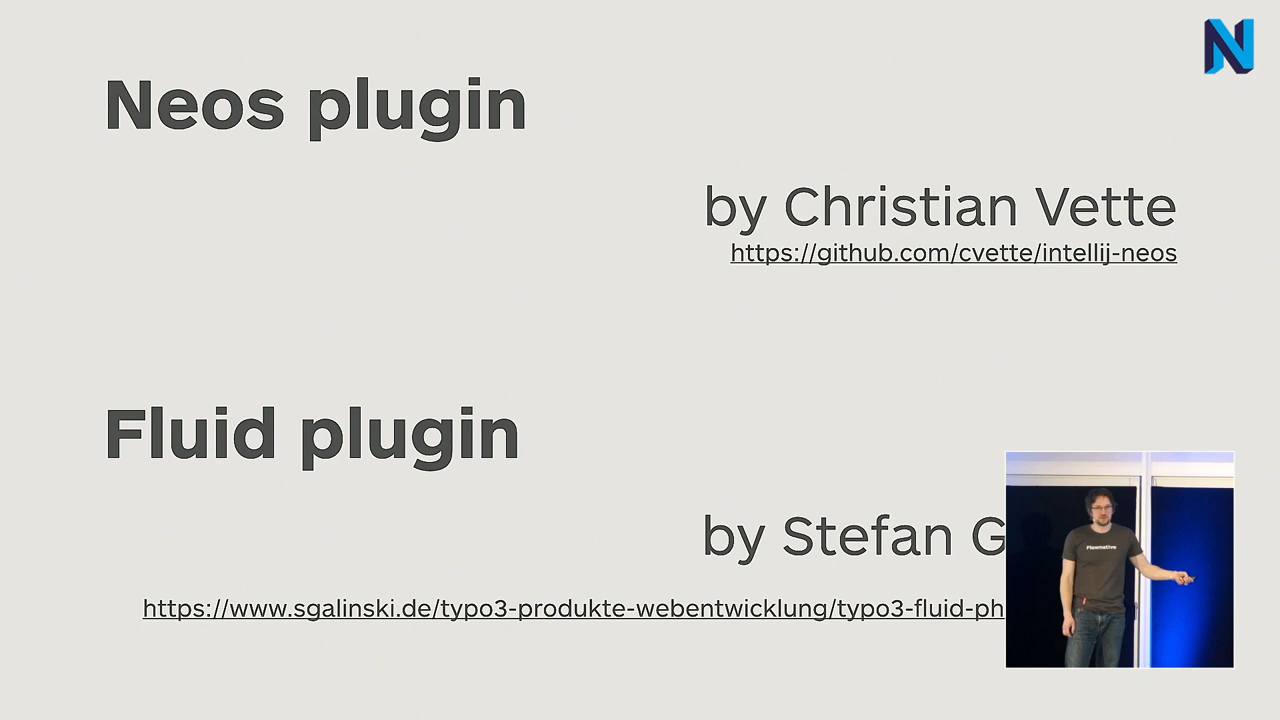 Neos plugin
by Christian Vette
https://github.com/cvette/intellij-neos
Fluid plugin
by Stefan G
https://www.sgalinski.de/typo3-produkte-webentwicklung/typo3-fluid-ph
Flownative